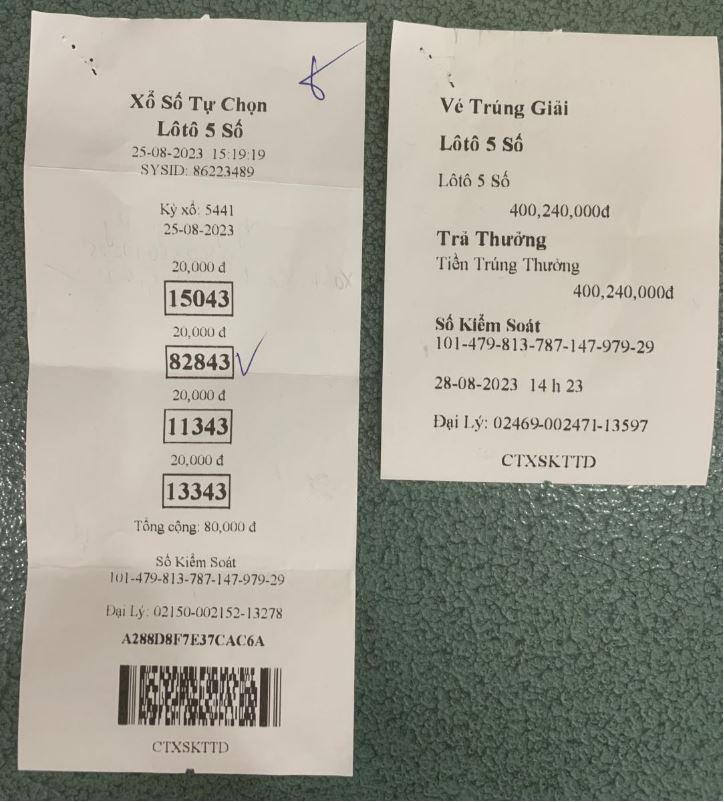 Xổ Số Tự Chọn
Lôtô 5 Số
25-08-2023 15:19:19
SYSID: 86223489
Kỳ xổ: 5441
25-08-2023
20,000 đ
15043
20,000 đ
82843
20,000 đ
11343
20,000 đ
13343
Tổng cộng: 80,000 đ
Số Kiểm Soát
101-479-813-787-147-979-29
Đại Lý: 02150-002152-13278
A288D8F7E37CAC6A
CTXSKTTD
Vé Trúng Giải
Lôtô 5 Số
Lôtô 5 Số
400,240,000đ
Trả Thưởng
Tiền Trúng Thưởng
400,240,000đ
Số Kiểm Soát
101-479-813-787-147-979-29
28-08-2023 14 h 23
Đại Lý: 02469-002471-13597
CTXSKTTD